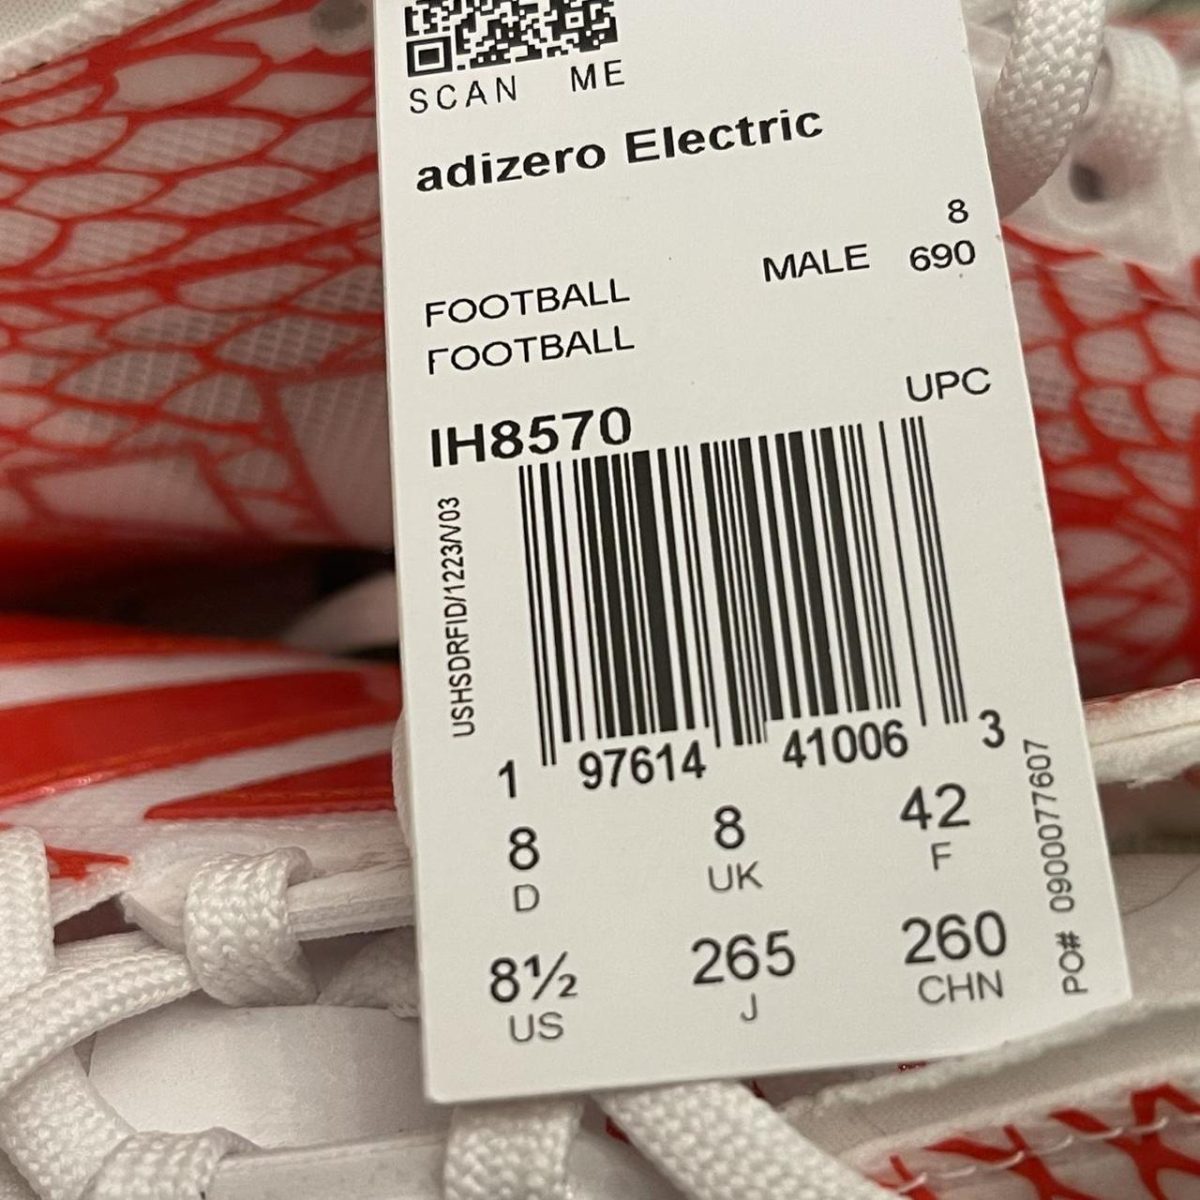 SCAN ME
adizero Electric
8
MALE 690
FOOTBALL
FOOTBALL
UPC
IH8570
USHSDRFID/1223/V03
1 97614 41006 3
8 8 42
D UK F
8½ 265 260
US J CHN
PO# 0900077607